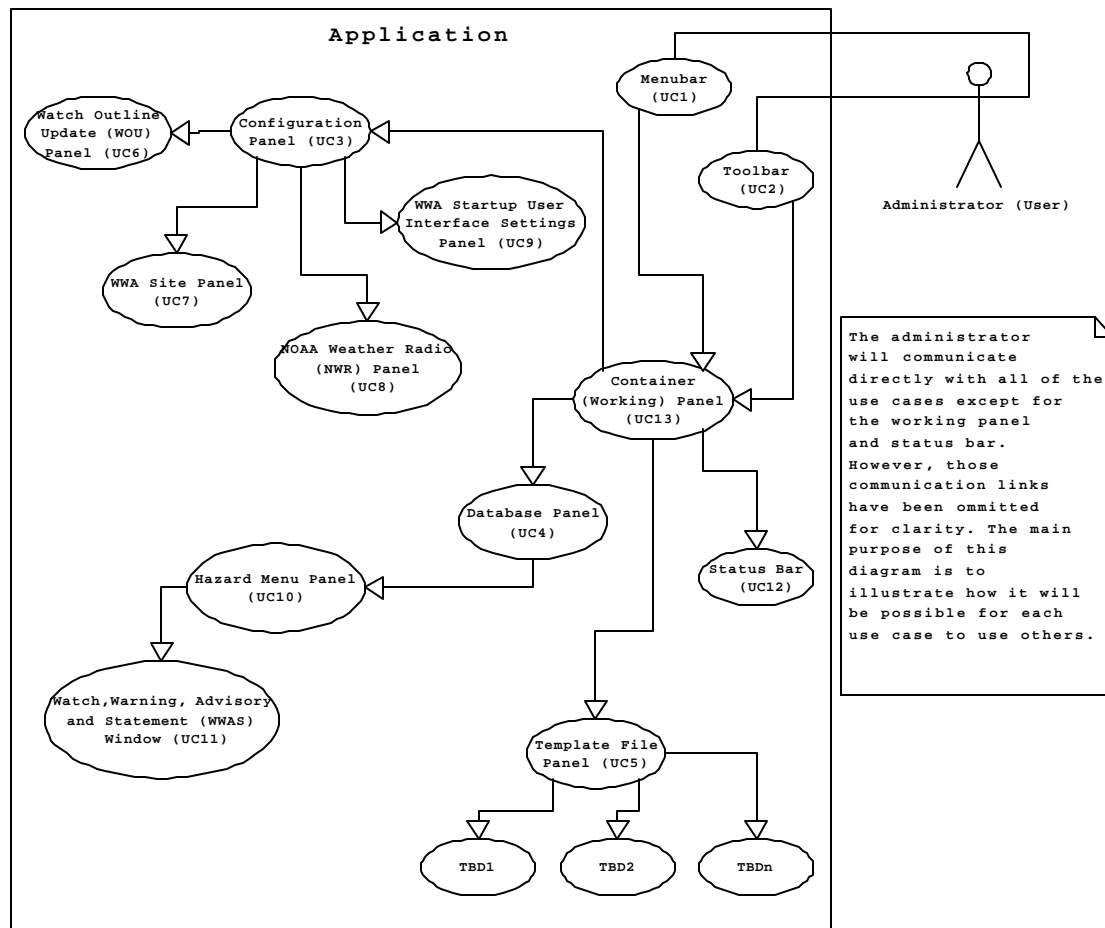 Application
Menubar
(UC1)
Watch Outline
Update (WOU)
Panel (UC6)
Configuration
Panel (UC3)
Toolbar
(UC2)
Administrator (User)
WWA Startup User
Interface Settings
Panel (UC9)
WWA Site Panel
(UC7)
NOAA Weather Radio
(NWR) Panel
(UC8)
Container
(Working) Panel
(UC13)
The administrator
will communicate
directly with all of the
use cases except for
the working panel
and status bar.
However, those
communication links
have been ommitted
for clarity. The main
purpose of this
diagram is to
illustrate how it will
be possible for each
use case to use others.
Database Panel
(UC4)
Hazard Menu Panel
(UC10)
Status Bar
(UC12)
Watch,Warning, Advisory
and Statement (WWAS)
Window (UC11)
Template File
Panel (UC5)
TBD1
TBD2
TBDn